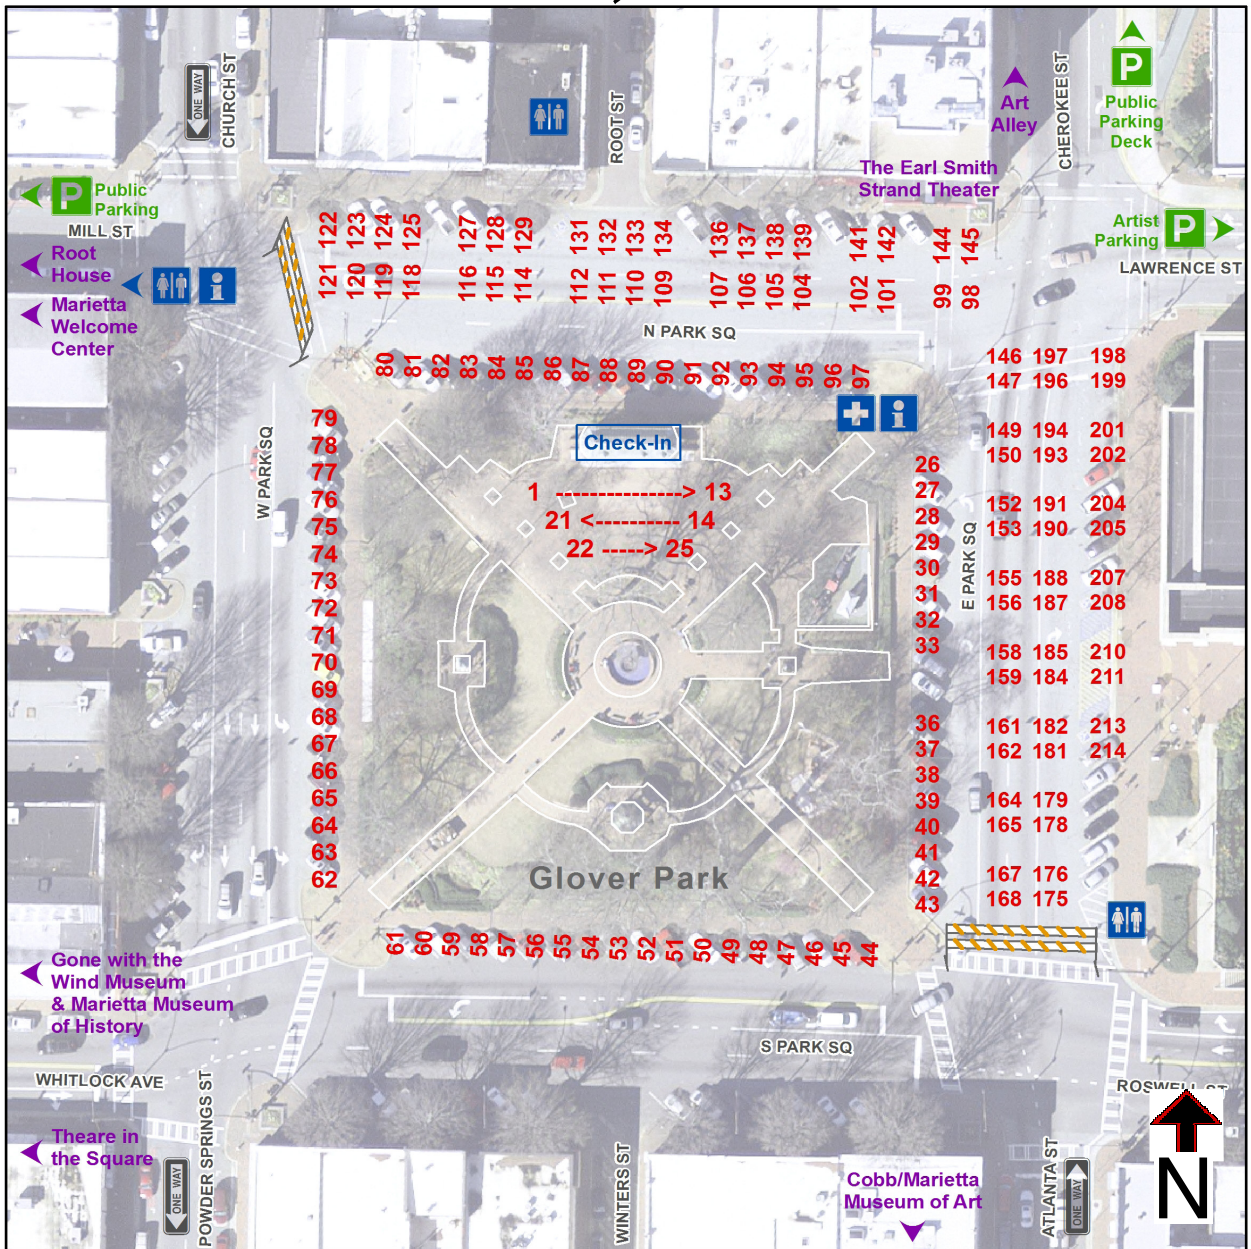 ONE WAY
CHURCH ST
ROOT ST
CHEROKEE ST
P
Public
Parking
Deck
Art
Alley
The Earl Smith
Strand Theater
P
Public
Parking
MILL ST
Artist
Parking
P
LAWRENCE ST
Root
House
i
Marietta
Welcome
Center
122 123 124 125 127 128 129 131 132 133 134 136 137 138 139 141 142 144 145
121 120 119 118 116 115 114 112 111 110 109 107 106 105 104 102 101 99 98
N PARK SQ
80 81 82 83 84 85 86 87 88 89 90 91 92 93 94 95 96 97
i
Check-In
1 ----------------> 13
21 <----------- 14
22 -----> 25
W PARK SQ
79
78
77
76
75
74
73
72
71
70
69
68
67
66
65
64
63
62
26
27
28
29
30
31
32
33
36
37
38
39
40
41
42
43
E PARK SQ
146 197 198
147 196 199
149 194 201
150 193 202
152 191 204
153 190 205
155 188 207
156 187 208
158 185 210
159 184 211
161 182 213
162 181 214
164 179
165 178
167 176
168 175
Glover Park
61 60 59 58 57 56 55 54 53 52 51 50 49 48 47 46 45 44
Gone with the
Wind Museum
& Marietta Museum
of History
S PARK SQ
WHITLOCK AVE
ROSWELL ST
Theare in
the Square
ONE WAY
POWDER SPRINGS ST
WINTERS ST
Cobb/Marietta
Museum of Art
ATLANTA ST
ONE WAY
N